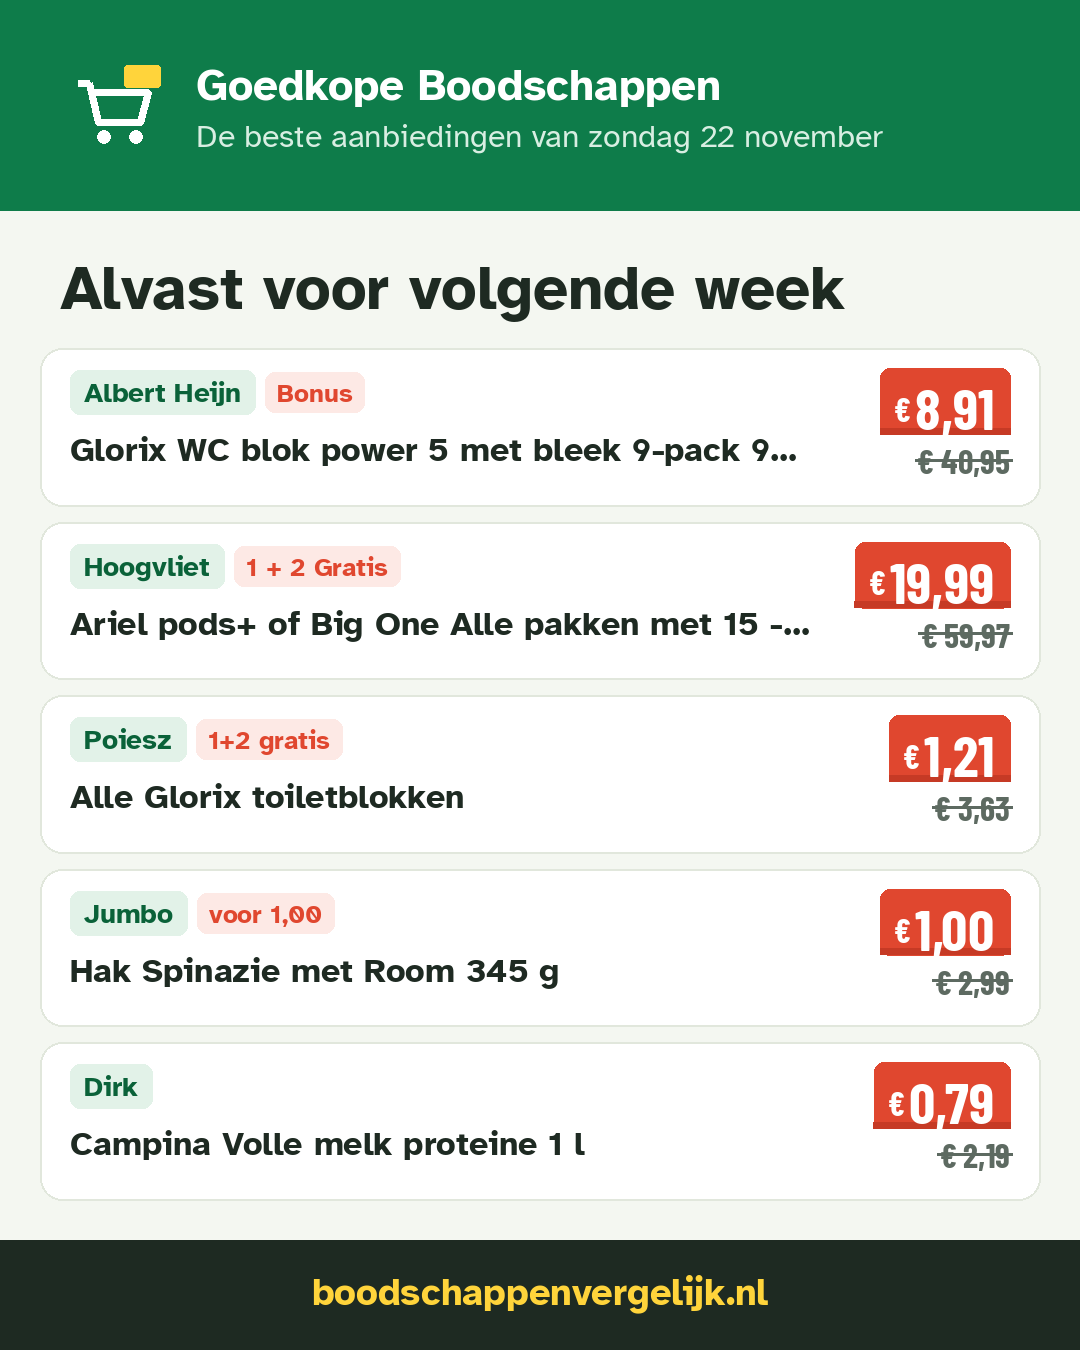 Goedkope Boodschappen
De beste aanbiedingen van zondag 22 november
Alvast voor volgende week
Albert Heijn Bonus
€ 8,91
Glorix WC blok power 5 met bleek 9-pack 9...
€ 40,95
Hoogvliet 1 + 2 Gratis
€ 19,99
Ariel pods+ of Big One Alle pakken met 15 -...
€ 59,97
Poiesz 1+2 gratis
€ 1,21
Alle Glorix toiletblokken
€ 3,63
Jumbo voor 1,00
€ 1,00
Hak Spinazie met Room 345 g
€ 2,99
Dirk
€ 0,79
Campina Volle melk proteine 1 l
€ 2,19
boodschappenvergelijk.nl